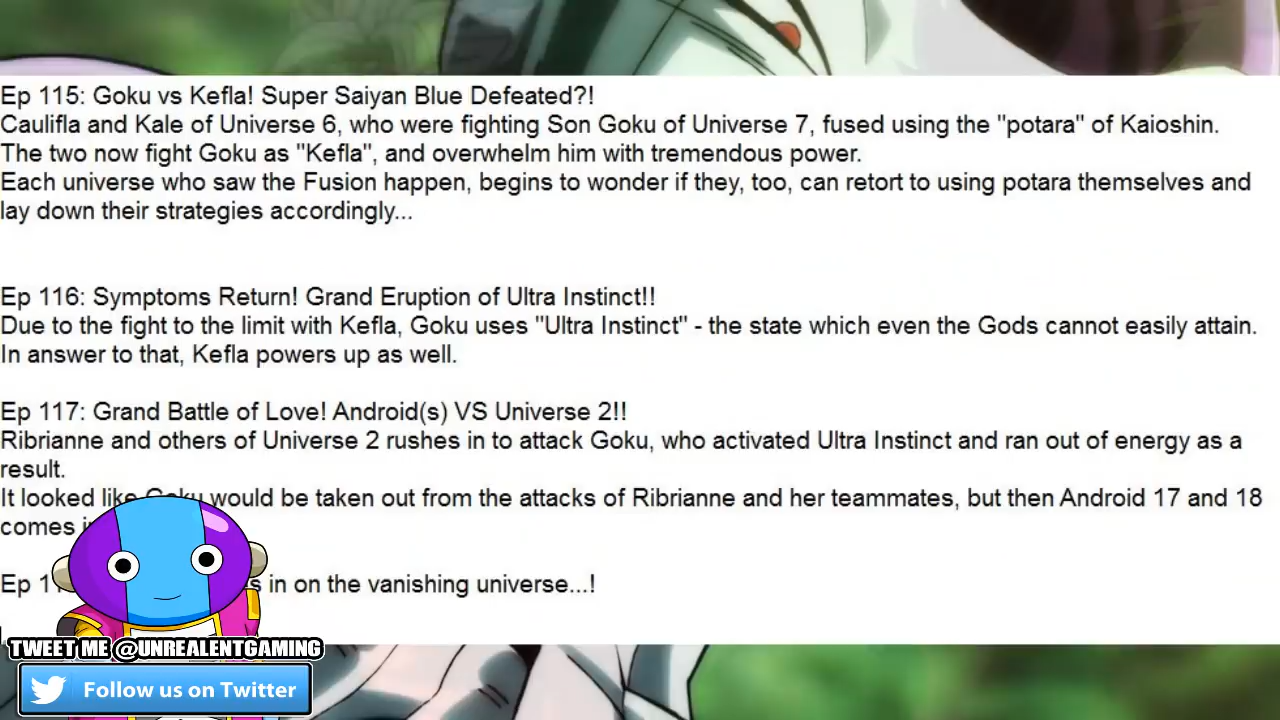 Ep 115: Goku vs Kefla! Super Saiyan Blue Defeated?!
Caulifla and Kale of Universe 6, who were fighting Son Goku of Universe 7, fused using the "potara" of Kaioshin.
The two now fight Goku as "Kefla", and overwhelm him with tremendous power.
Each universe who saw the Fusion happen, begins to wonder if they, too, can retort to using potara themselves and
lay down their strategies accordingly...
Ep 116: Symptoms Return! Grand Eruption of Ultra Instinct!!
Due to the fight to the limit with Kefla, Goku uses "Ultra Instinct" - the state which even the Gods cannot easily attain.
In answer to that, Kefla powers up as well.
Ep 117: Grand Battle of Love! Android(s) VS Universe 2!!
Ribrianne and others of Universe 2 rushes in to attack Goku, who activated Ultra Instinct and ran out of energy as a
result.
It looked like Goku would be taken out from the attacks of Ribrianne and her teammates, but then Android 17 and 18
comes
Ep in on the vanishing universe...!
TWEET ME @UNREALENTGAMING
Follow us on Twitter